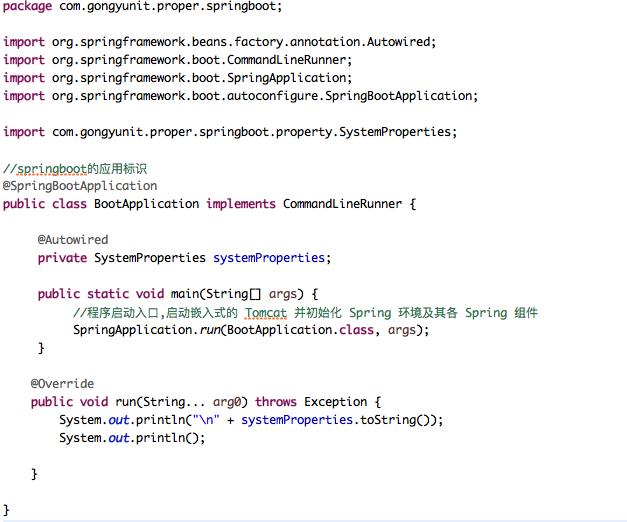 package com.gongyunit.proper.springboot;
import org.springframework.beans.factory.annotation.Autowired;
import org.springframework.boot.CommandLineRunner;
import org.springframework.boot.SpringApplication;
import org.springframework.boot.autoconfigure.SpringBootApplication;
import com.gongyunit.proper.springboot.property.SystemProperties;
//springboot的应用标识
@SpringBootApplication
public class BootApplication implements CommandLineRunner {
@Autowired
private SystemProperties systemProperties;
public static void main(String[] args) {
//程序启动入口,启动嵌入式的 Tomcat 并初始化 Spring 环境及其各 Spring 组件
SpringApplication.run(BootApplication.class, args);
}
@Override
public void run(String... arg0) throws Exception {
System.out.println("\n" + systemProperties.toString());
System.out.println();
}
}